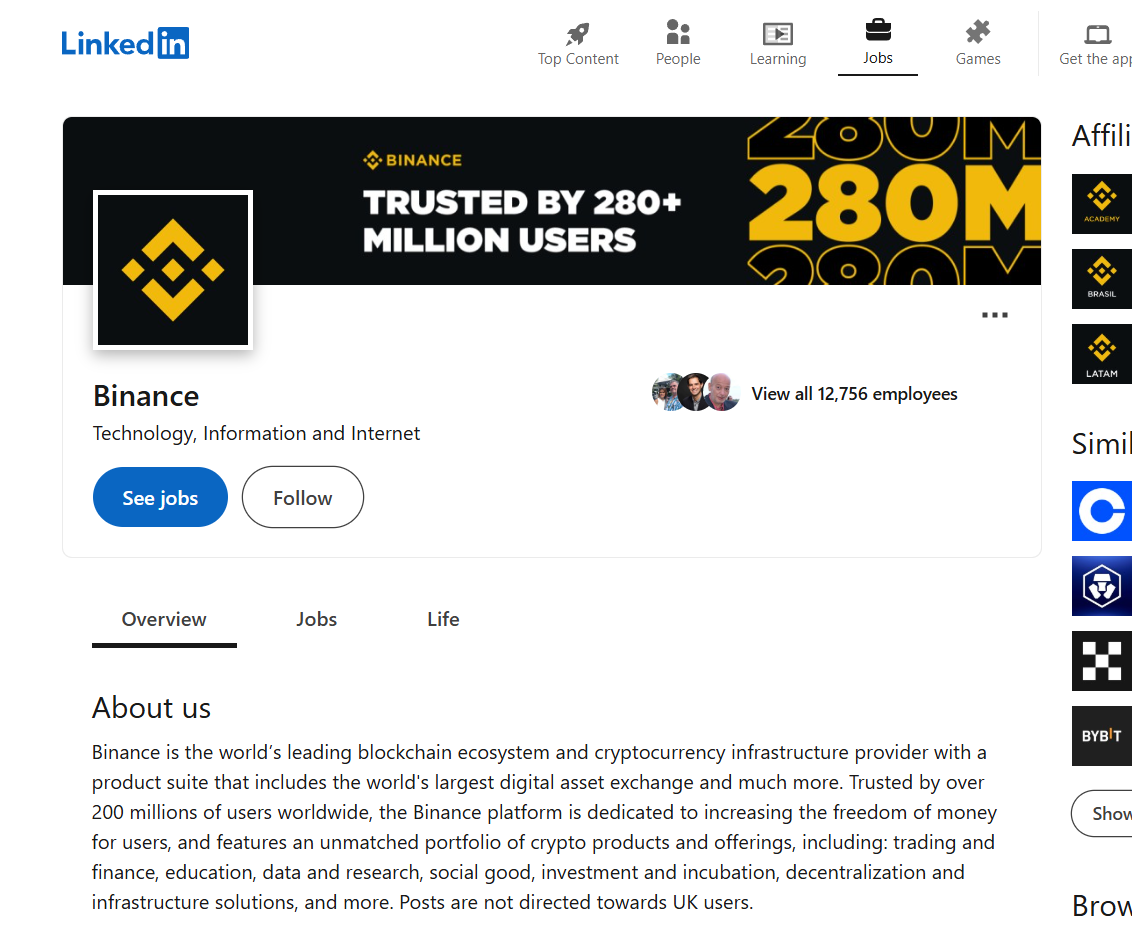 LinkedIn
Top Content
People
Learning
Jobs
Games
Get the app
BINANCE
TRUSTED BY 280+
MILLION USERS
280M
280M
280M
Binance
Technology, Information and Internet
View all 12,756 employees
See jobs
Follow
Overview
Jobs
Life
About us
Binance is the world’s leading blockchain ecosystem and cryptocurrency infrastructure provider with a
product suite that includes the world's largest digital asset exchange and much more. Trusted by over
200 millions of users worldwide, the Binance platform is dedicated to increasing the freedom of money
for users, and features an unmatched portfolio of crypto products and offerings, including: trading and
finance, education, data and research, social good, investment and incubation, decentralization and
infrastructure solutions, and more. Posts are not directed towards UK users.
Affili
ACADEMY
BRASIL
LATAM
Simil
BYBIT
Show
Brow